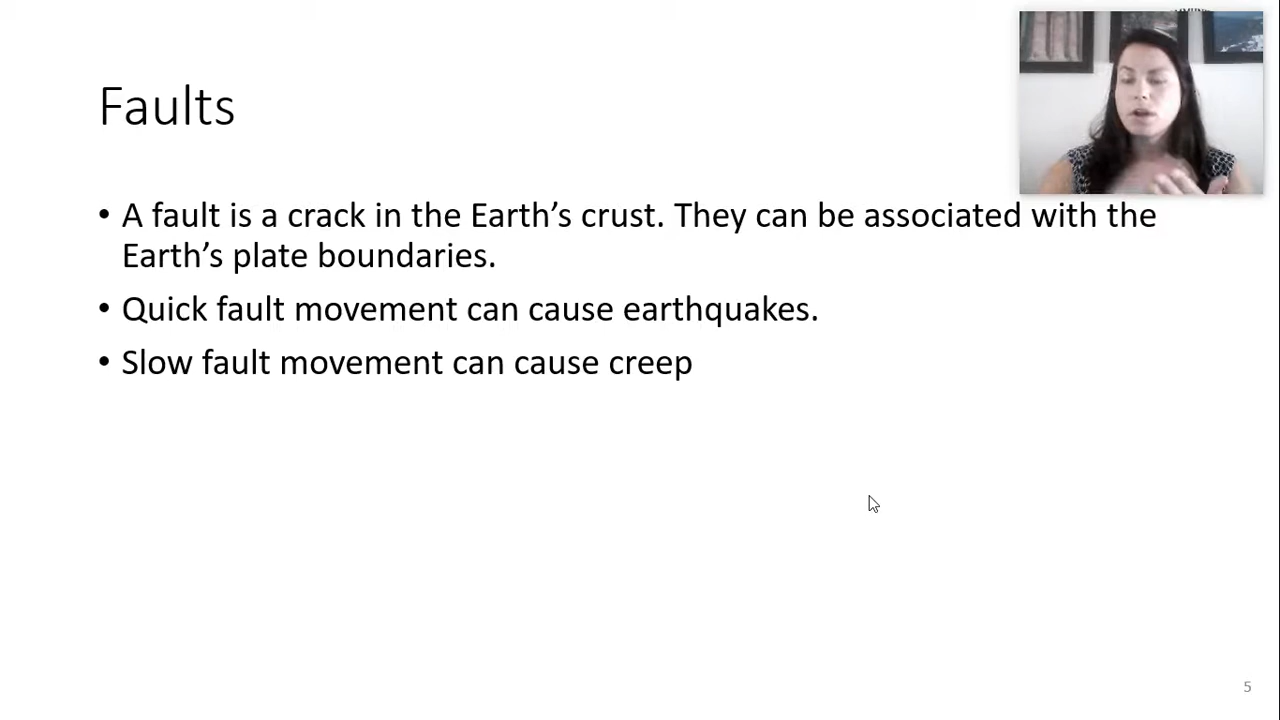 Faults
• A fault is a crack in the Earth’s crust. They can be associated with the
Earth’s plate boundaries.
• Quick fault movement can cause earthquakes.
• Slow fault movement can cause creep
5